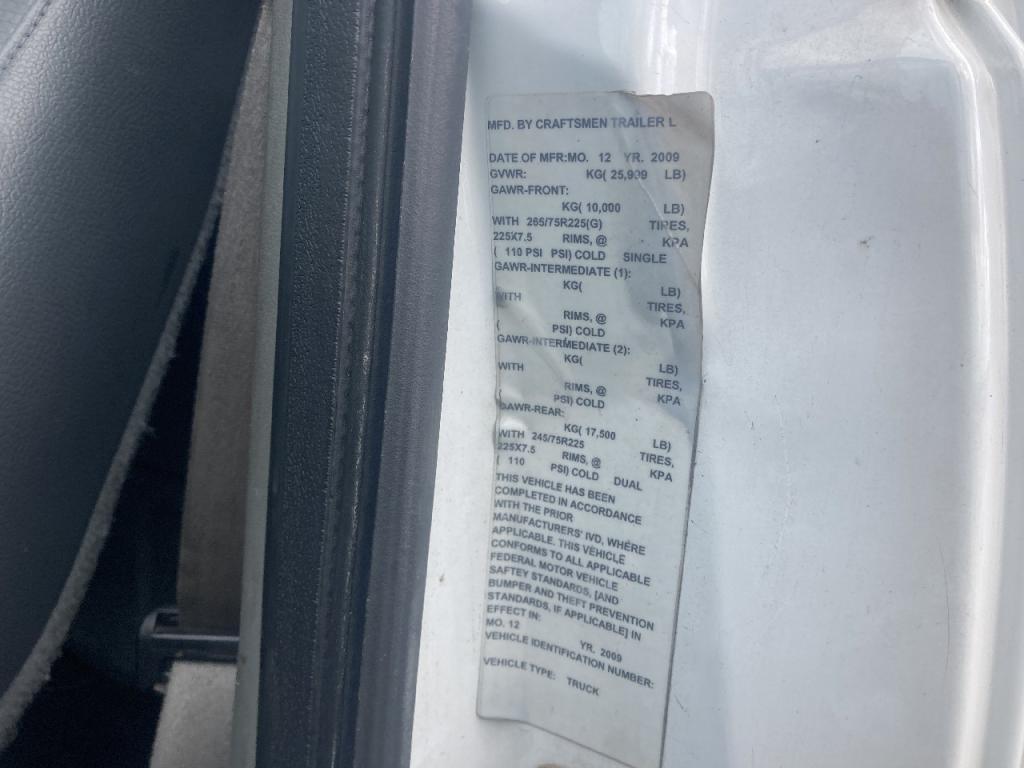 MFD. BY CRAFTSMEN TRAILER L
DATE OF MFR:MO. 12 YR. 2009
GVWR: KG( 25,999 LB)
GAWR-FRONT:
KG( 10,000 LB)
WITH 265/75R225(G) TIRES,
225X7.5 RIMS, @ KPA
( 110 PSI PSI) COLD SINGLE
GAWR-INTERMEDIATE (1):
KG( LB)
WITH TIRES,
RIMS, @ KPA
( PSI) COLD
GAWR-INTERMEDIATE (2):
KG( LB)
WITH TIRES,
RIMS, @ KPA
( PSI) COLD
GAWR-REAR:
KG( 17,500 LB)
WITH 245/75R225 TIRES,
225X7.5 RIMS, @ KPA
( 110 PSI) COLD DUAL
THIS VEHICLE HAS BEEN
COMPLETED IN ACCORDANCE
WITH THE PRIOR
MANUFACTURERS' IVD, WHERE
APPLICABLE. THIS VEHICLE
CONFORMS TO ALL APPLICABLE
FEDERAL MOTOR VEHICLE
SAFTEY STANDARDS, [AND
BUMPER AND THEFT PREVENTION
STANDARDS, IF APPLICABLE] IN
EFFECT IN:
MO. 12 YR. 2009
VEHICLE IDENTIFICATION NUMBER:
VEHICLE TYPE: TRUCK